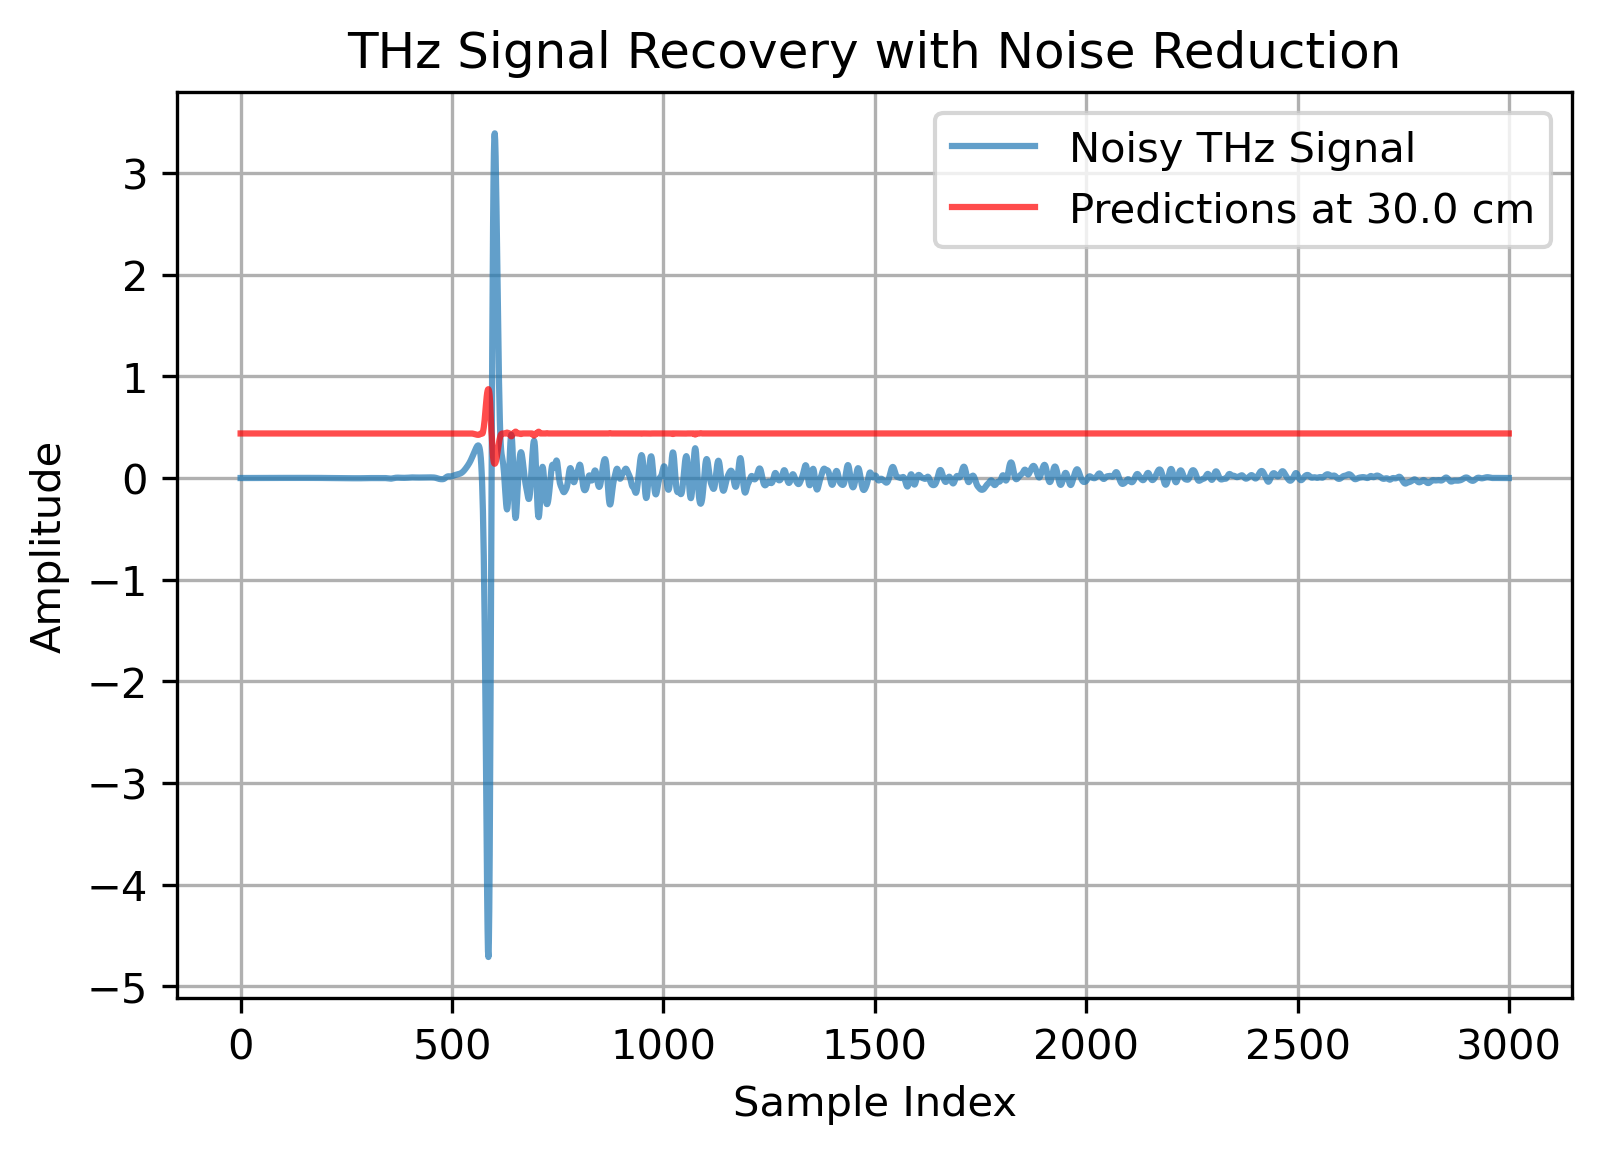 THz Signal Recovery with Noise Reduction
Noisy THz Signal
Predictions at 30.0 cm
3
2
1
0
−1
−2
−3
−4
−5
Amplitude
0 500 1000 1500 2000 2500 3000
Sample Index